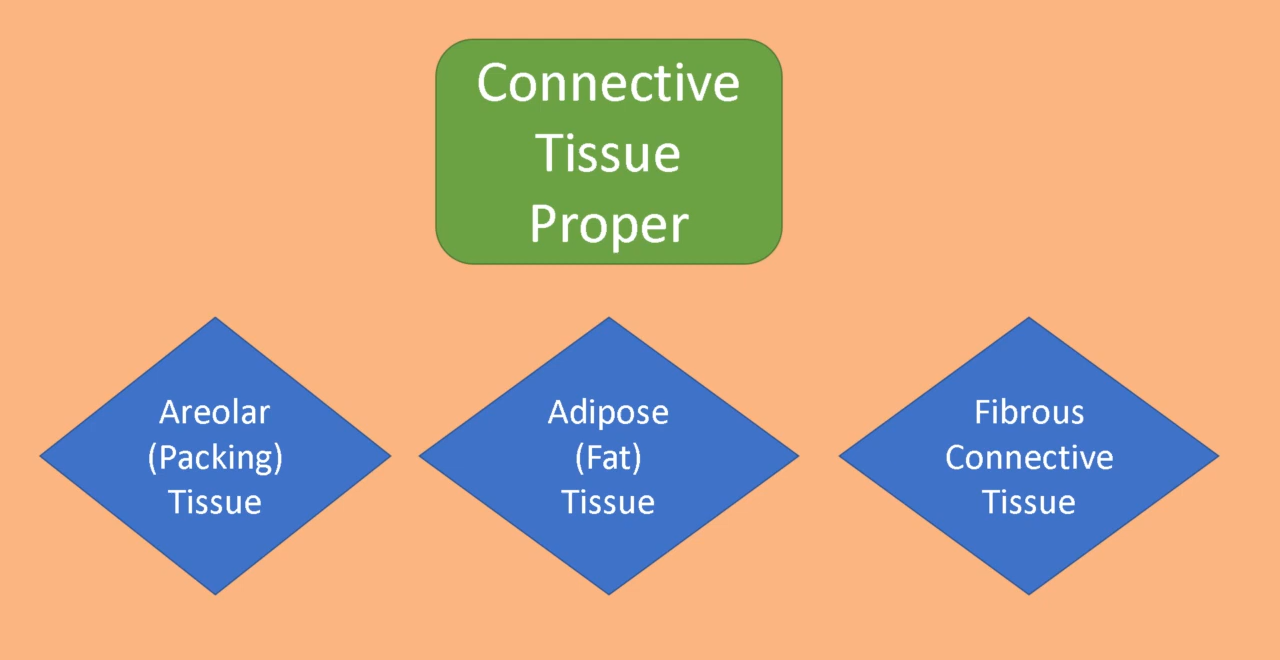 Connective
Tissue
Proper
Areolar
(Packing)
Tissue
Adipose
(Fat)
Tissue
Fibrous
Connective
Tissue